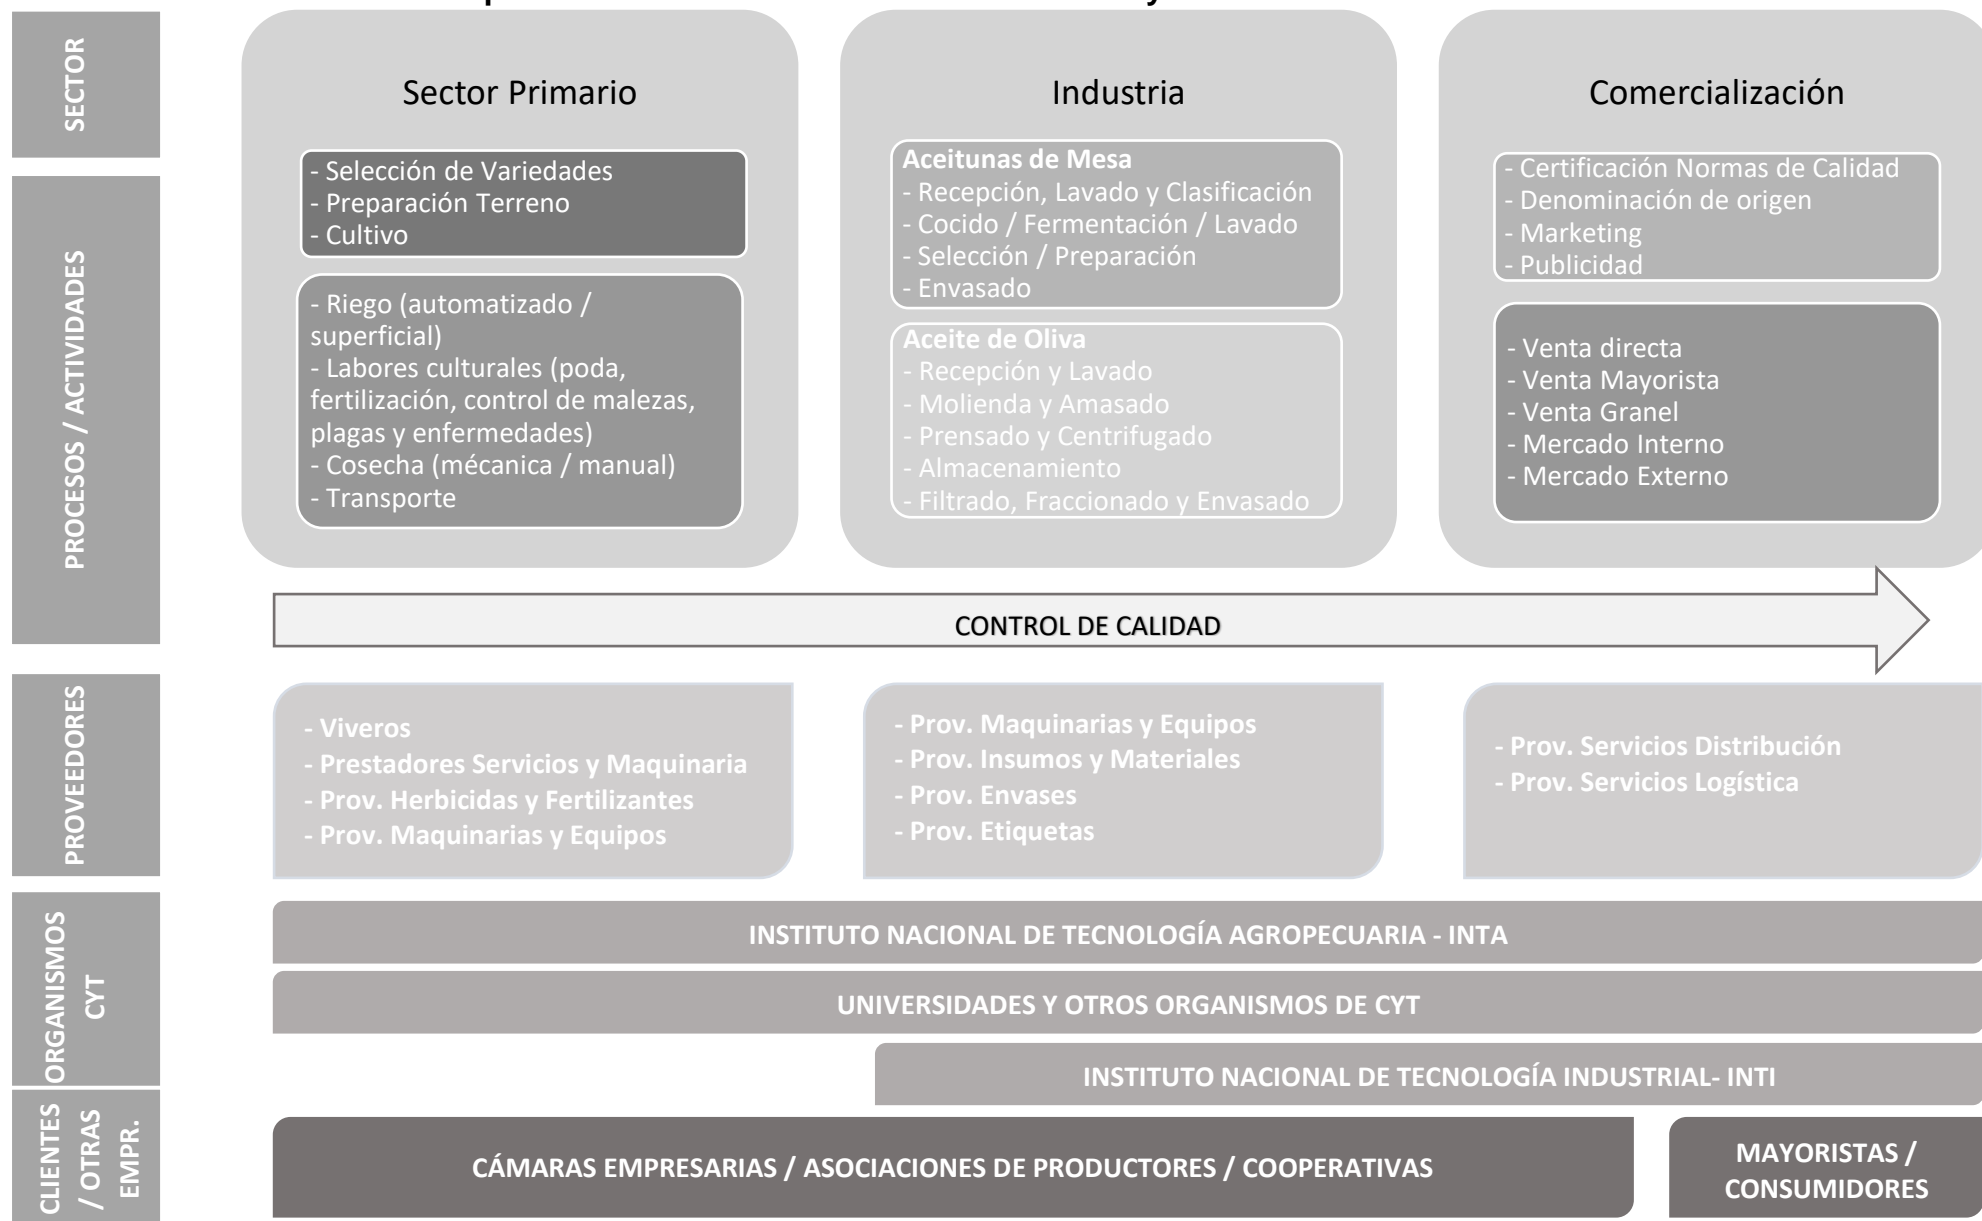 SECTOR
Sector Primario
Industria
Comercialización
PROCESOS / ACTIVIDADES
- Selección de Variedades
- Preparación Terreno
- Cultivo
- Riego (automatizado /
superficial)
- Labores culturales (poda,
fertilización, control de malezas,
plagas y enfermedades)
- Cosecha (mécanica / manual)
- Transporte
Aceitunas de Mesa
- Recepción, Lavado y Clasificación
- Cocido / Fermentación / Lavado
- Selección / Preparación
- Envasado
Aceite de Oliva
- Recepción y Lavado
- Molienda y Amasado
- Prensado y Centrifugado
- Almacenamiento
- Filtrado, Fraccionado y Envasado
- Certificación Normas de Calidad
- Denominación de origen
- Marketing
- Publicidad
- Venta directa
- Venta Mayorista
- Venta Granel
- Mercado Interno
- Mercado Externo
CONTROL DE CALIDAD
PROVEEDORES
- Viveros
- Prestadores Servicios y Maquinaria
- Prov. Herbicidas y Fertilizantes
- Prov. Maquinarias y Equipos
- Prov. Maquinarias y Equipos
- Prov. Insumos y Materiales
- Prov. Envases
- Prov. Etiquetas
- Prov. Servicios Distribución
- Prov. Servicios Logística
ORGANISMOS
CYT
INSTITUTO NACIONAL DE TECNOLOGÍA AGROPECUARIA - INTA
UNIVERSIDADES Y OTROS ORGANISMOS DE CYT
INSTITUTO NACIONAL DE TECNOLOGÍA INDUSTRIAL- INTI
CLIENTES
/ OTRAS
EMPR.
CÁMARAS EMPRESARIAS / ASOCIACIONES DE PRODUCTORES / COOPERATIVAS
MAYORISTAS /
CONSUMIDORES